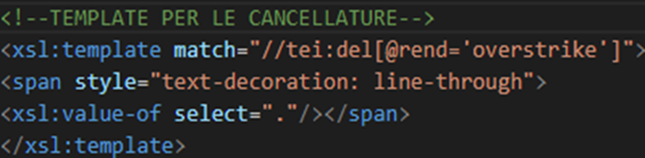 <!--TEMPLATE PER LE CANCELLATURE-->
<xsl:template match="//tei:del[@rend='overstrike']">
<span style="text-decoration: line-through">
<xsl:value-of select="."/></span>
</xsl:template>